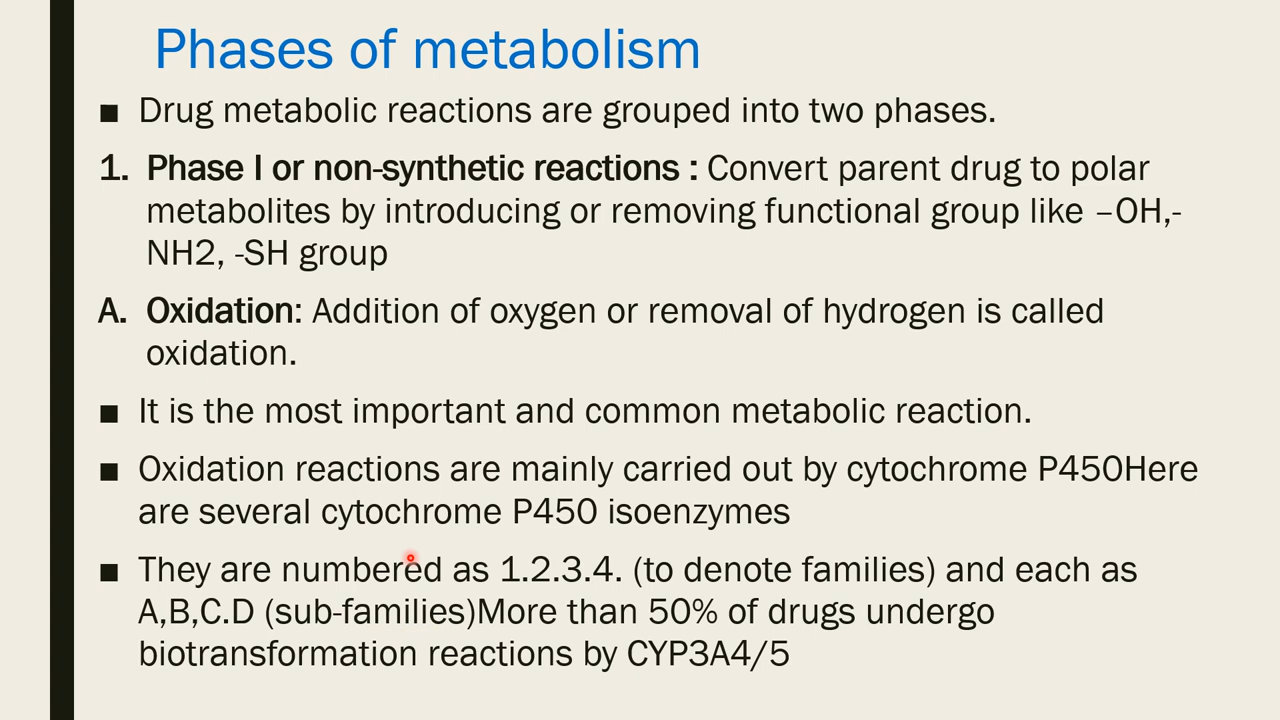 Phases of metabolism
■ Drug metabolic reactions are grouped into two phases.
1. Phase I or non-synthetic reactions : Convert parent drug to polar
metabolites by introducing or removing functional group like –OH,-
NH2, -SH group
A. Oxidation: Addition of oxygen or removal of hydrogen is called
oxidation.
■ It is the most important and common metabolic reaction.
■ Oxidation reactions are mainly carried out by cytochrome P450Here
are several cytochrome P450 isoenzymes
■ They are numbered as 1.2.3.4. (to denote families) and each as
A,B,C.D (sub-families)More than 50% of drugs undergo
biotransformation reactions by CYP3A4/5